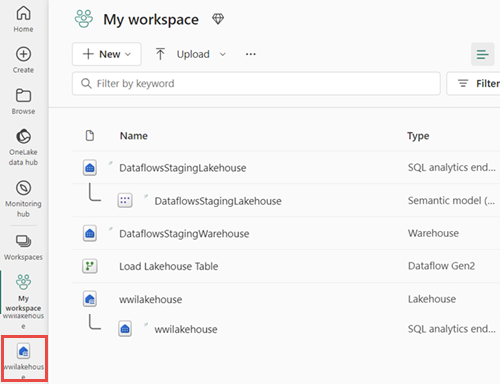 Home
Create
Browse
OneLake
data hub
Monitoring
hub
Workspaces
My
workspace
wwilakehous
e
wwilakehous
e
My workspace
New
Upload
Filter by keyword
Filter
Name
Type
DataflowsStagingLakehouse
SQL analytics end...
DataflowsStagingLakehouse
Semantic model (...
DataflowsStagingWarehouse
Warehouse
Load Lakehouse Table
Dataflow Gen2
wwilakehouse
Lakehouse
wwilakehouse
SQL analytics end...